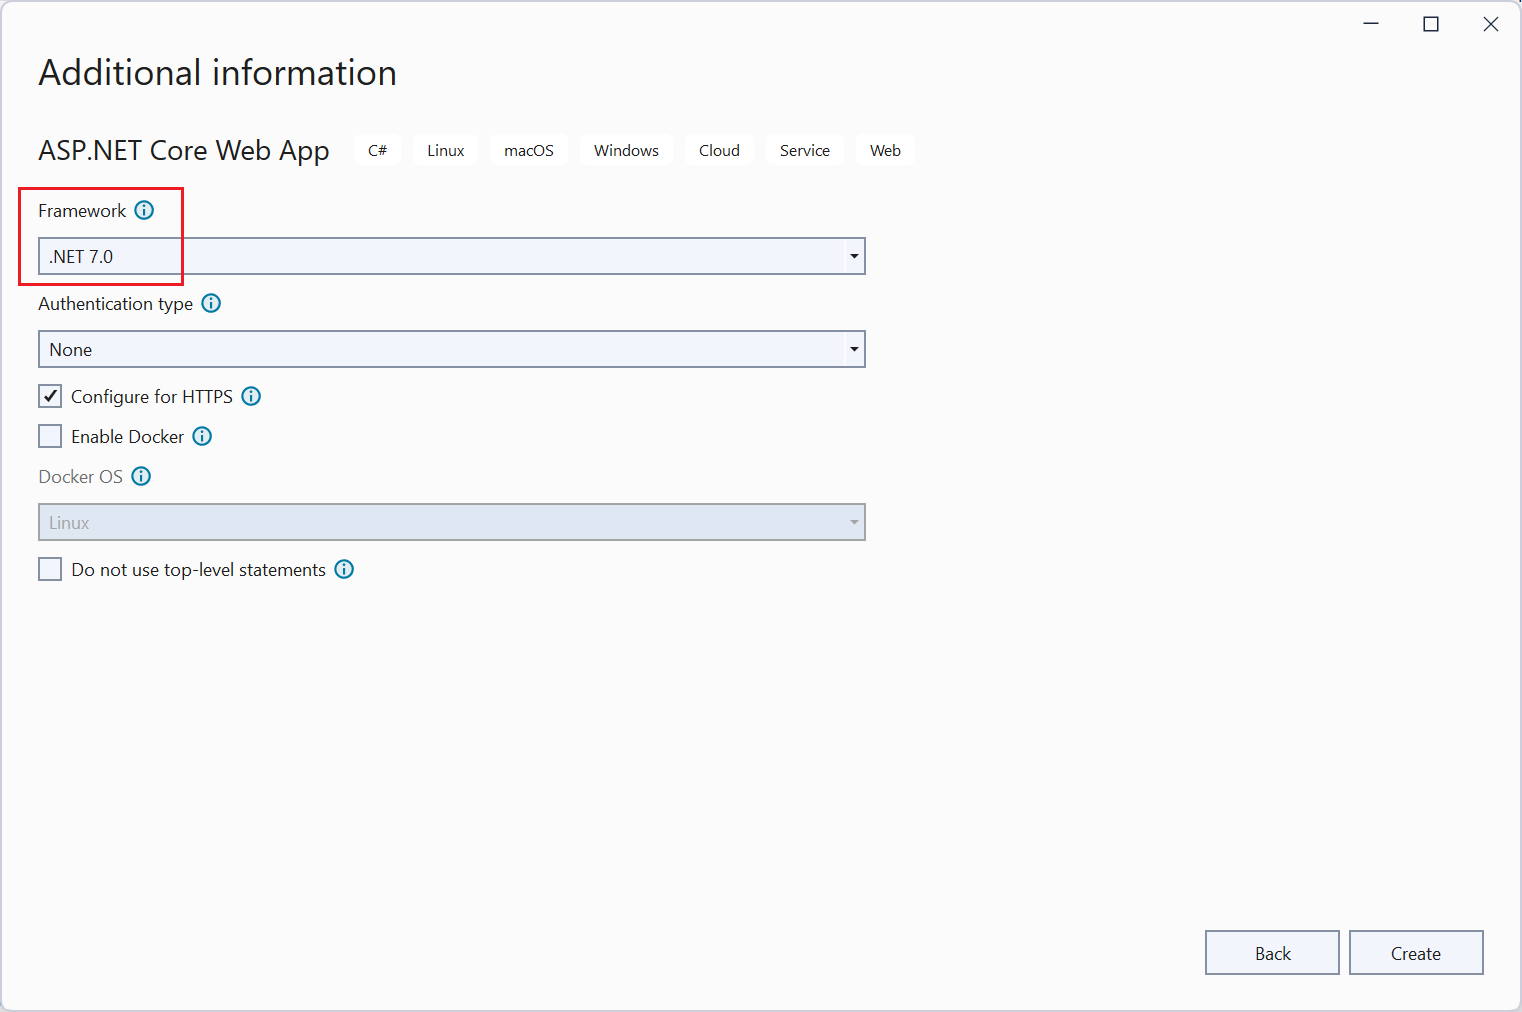 Additional information
ASP.NET Core Web App C# Linux macOS Windows Cloud Service Web
Framework
.NET 7.0
Authentication type
None
Configure for HTTPS
Enable Docker
Docker OS
Linux
Do not use top-level statements
Back Create